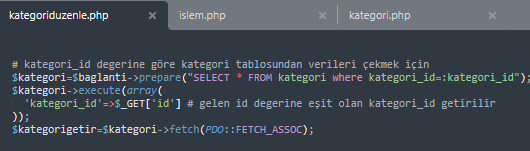 kategoriduzenle.php × islem.php × kategori.php ×
# kategori_id degerine göre kategori tablosundan verileri çekmek için
$kategori=$baglanti->prepare("SELECT * FROM kategori where kategori_id=:kategori_id");
$kategori->execute(array(
'kategori_id'=>$_GET['id'] # gelen id degerine eşit olan kategori_id getirilir
));
$kategorigetir=$kategori->fetch(PDO::FETCH_ASSOC);